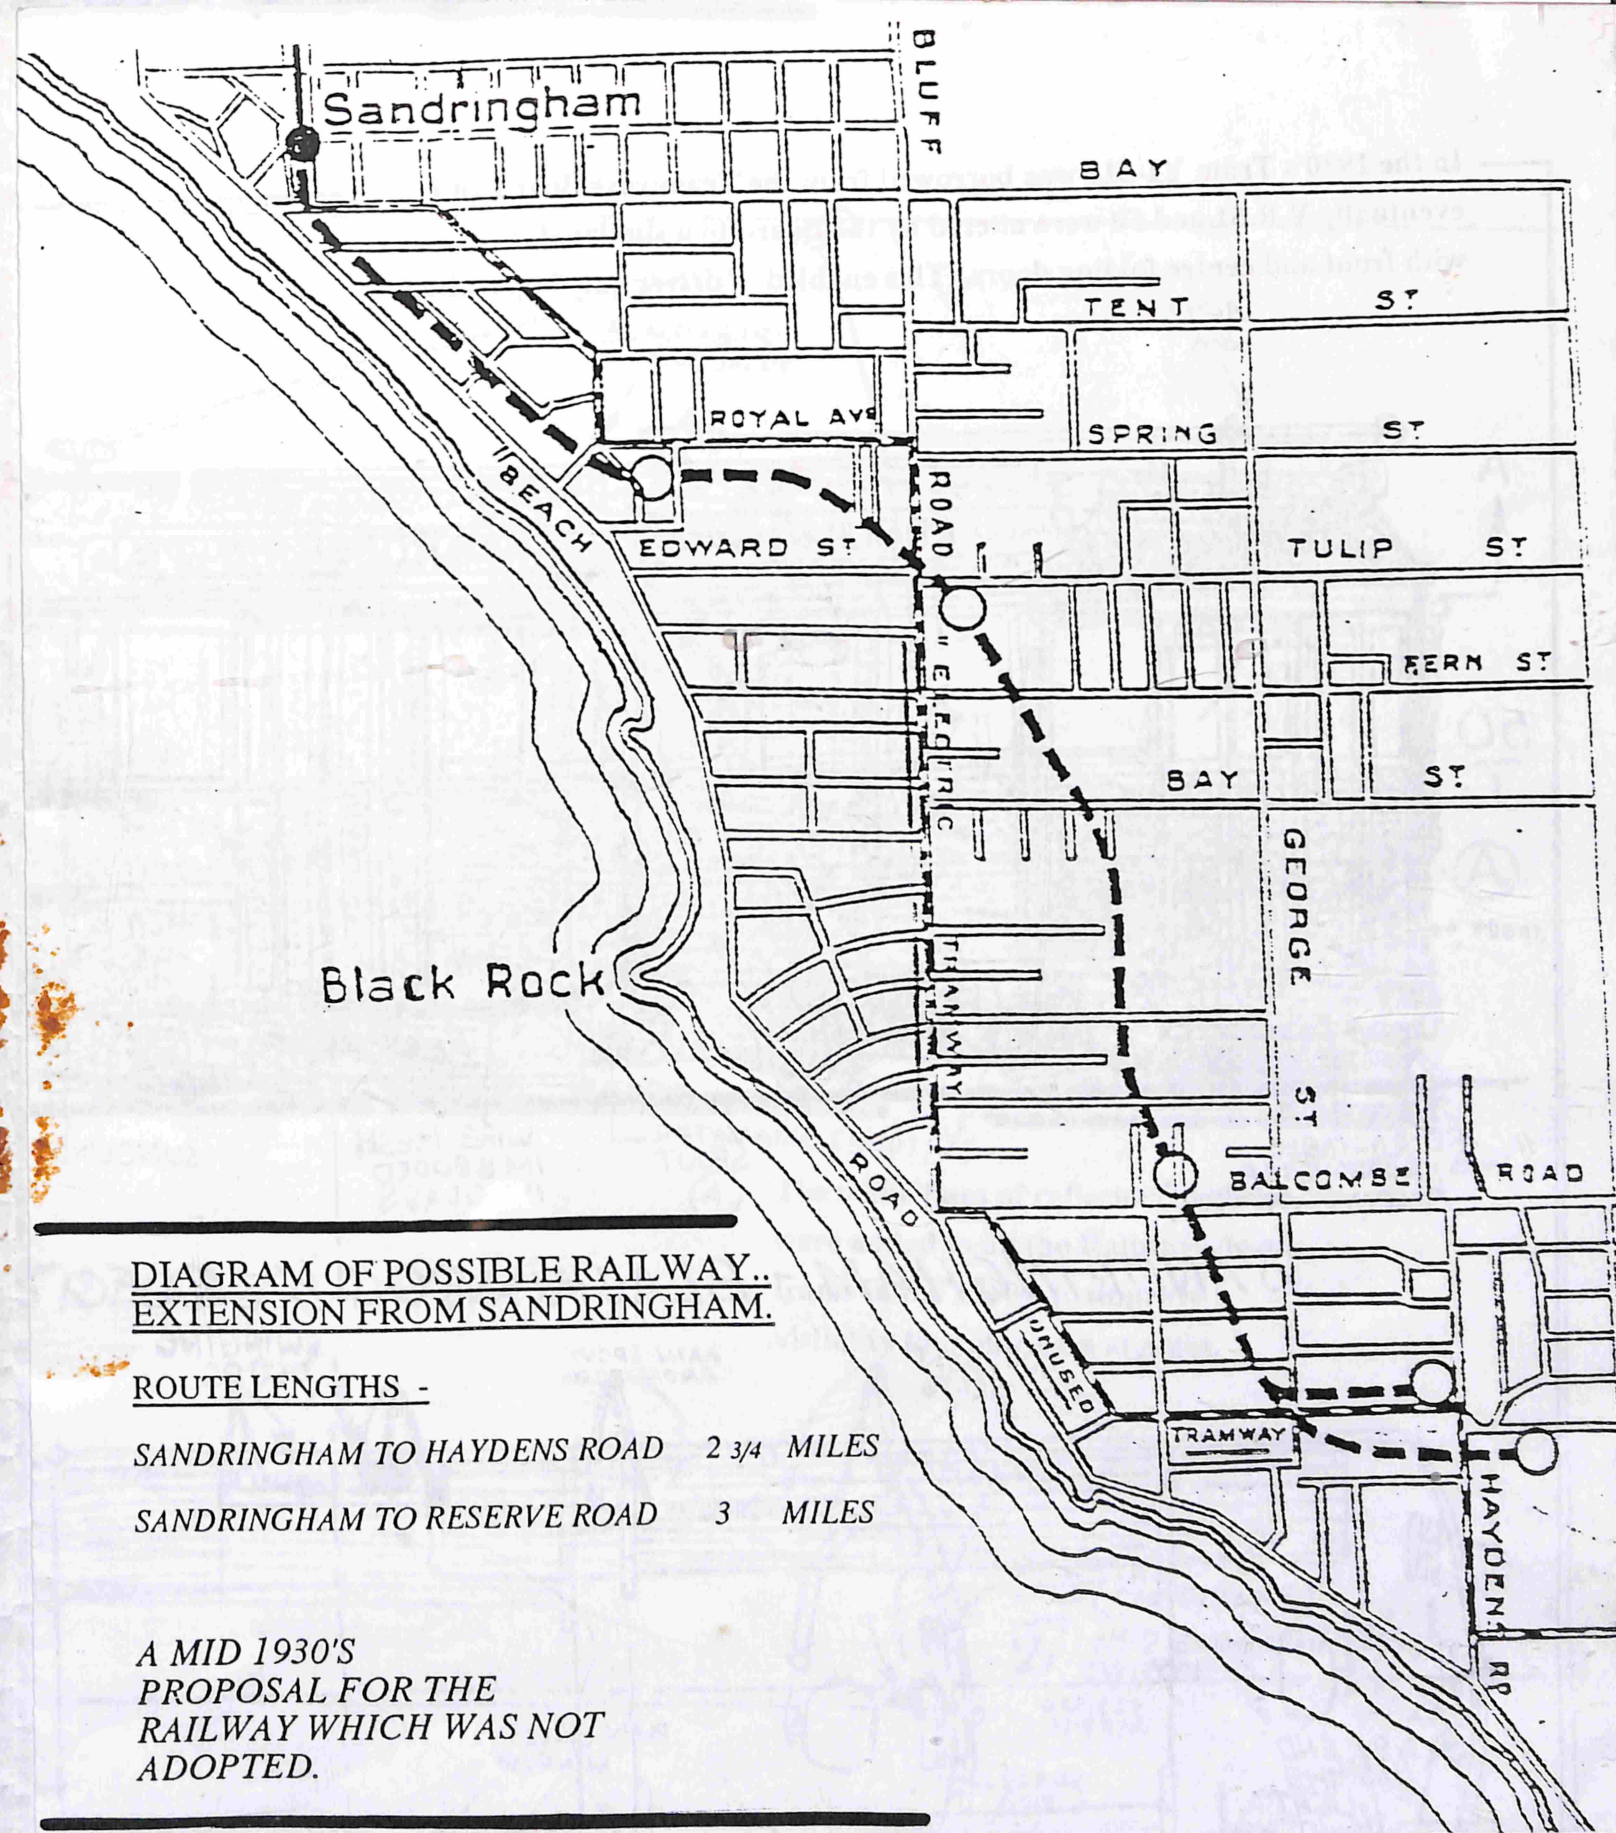 Sandringham
BLUFF
BAY
TENT ST
ROYAL AVE
SPRING ST
"BEACH
ROAD
EDWARD ST
TULIP ST
FERN ST
"ELECTRIC
BAY ST
GEORGE
Black Rock
TRAMWAY
ST
ROAD
BALCOMBE ROAD
DIAGRAM OF POSSIBLE RAILWAY..
EXTENSION FROM SANDRINGHAM.
UNUSED
ROUTE LENGTHS -
TRAMWAY
SANDRINGHAM TO HAYDENS ROAD 2 3/4 MILES
HAYDENS
SANDRINGHAM TO RESERVE ROAD 3 MILES
RD
A MID 1930'S
PROPOSAL FOR THE
RAILWAY WHICH WAS NOT
ADOPTED.